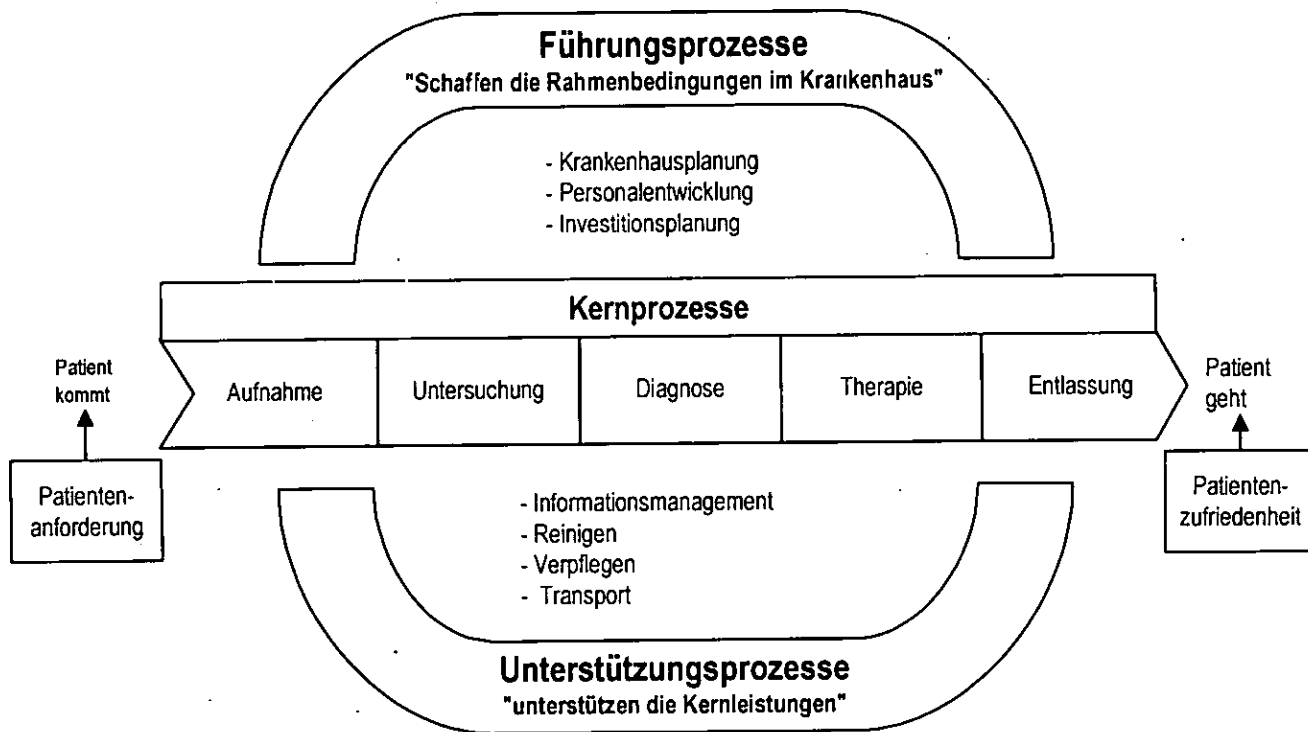 Führungsprozesse
"Schaffen die Rahmenbedingungen im Krankenhaus"
- Krankenhausplanung
- Personalentwicklung
- Investitionsplanung
Kernprozesse
Patient
kommt
Aufnahme
Untersuchung
Diagnose
Therapie
Entlassung
Patient
geht
Patienten-
anforderung
- Informationsmanagement
- Reinigen
- Verpflegen
- Transport
Patienten-
zufriedenheit
Unterstützungsprozesse
"unterstützen die Kernleistungen"